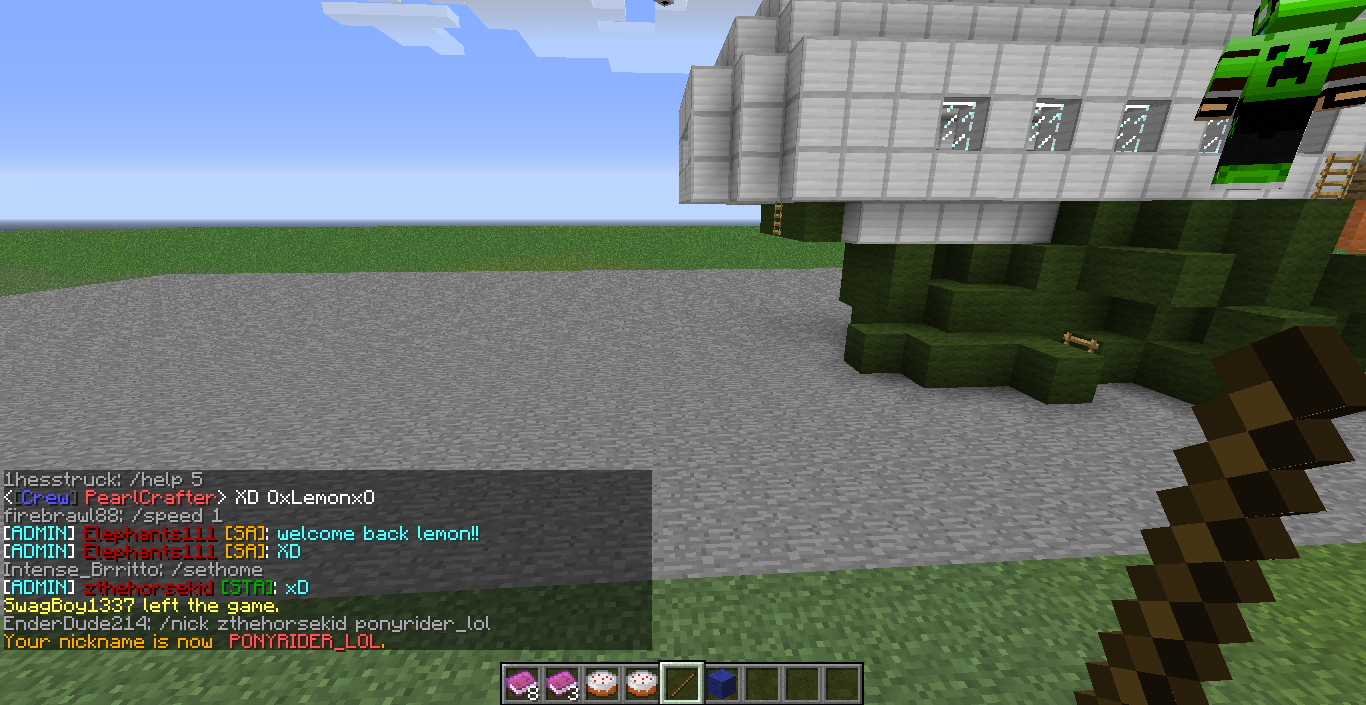 1hesstruck: /help 5
<[Crew] PearlCrafter> XD 0xLemonx0
firebrawl88: /speed 1
[ADMIN] Elephants111 [SA]: welcome back lemon!!
[ADMIN] Elephants111 [SA]: XD
Intense_Brritto: /sethome
[ADMIN] zthehorsekid [STA]: xD
SwagBoy1337 left the game.
EnderDude214: /nick zthehorsekid ponyrider_lol
Your nickname is now PONYRIDER_LOL.
8 3